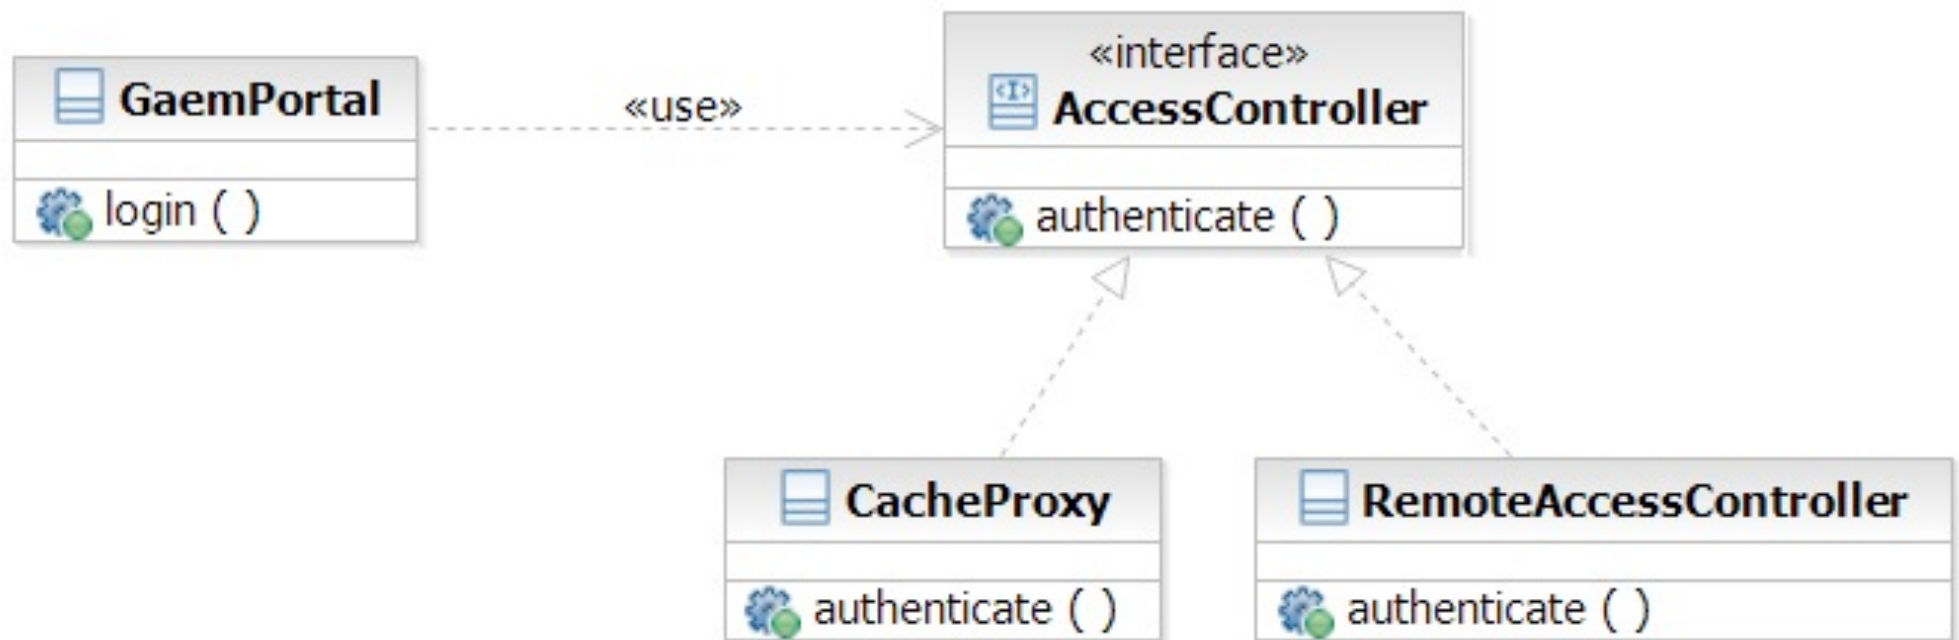 GaemPortal
login ( )
«use»
«interface»
<I>
AccessController
authenticate ( )
CacheProxy
authenticate ( )
RemoteAccessController
authenticate ( )